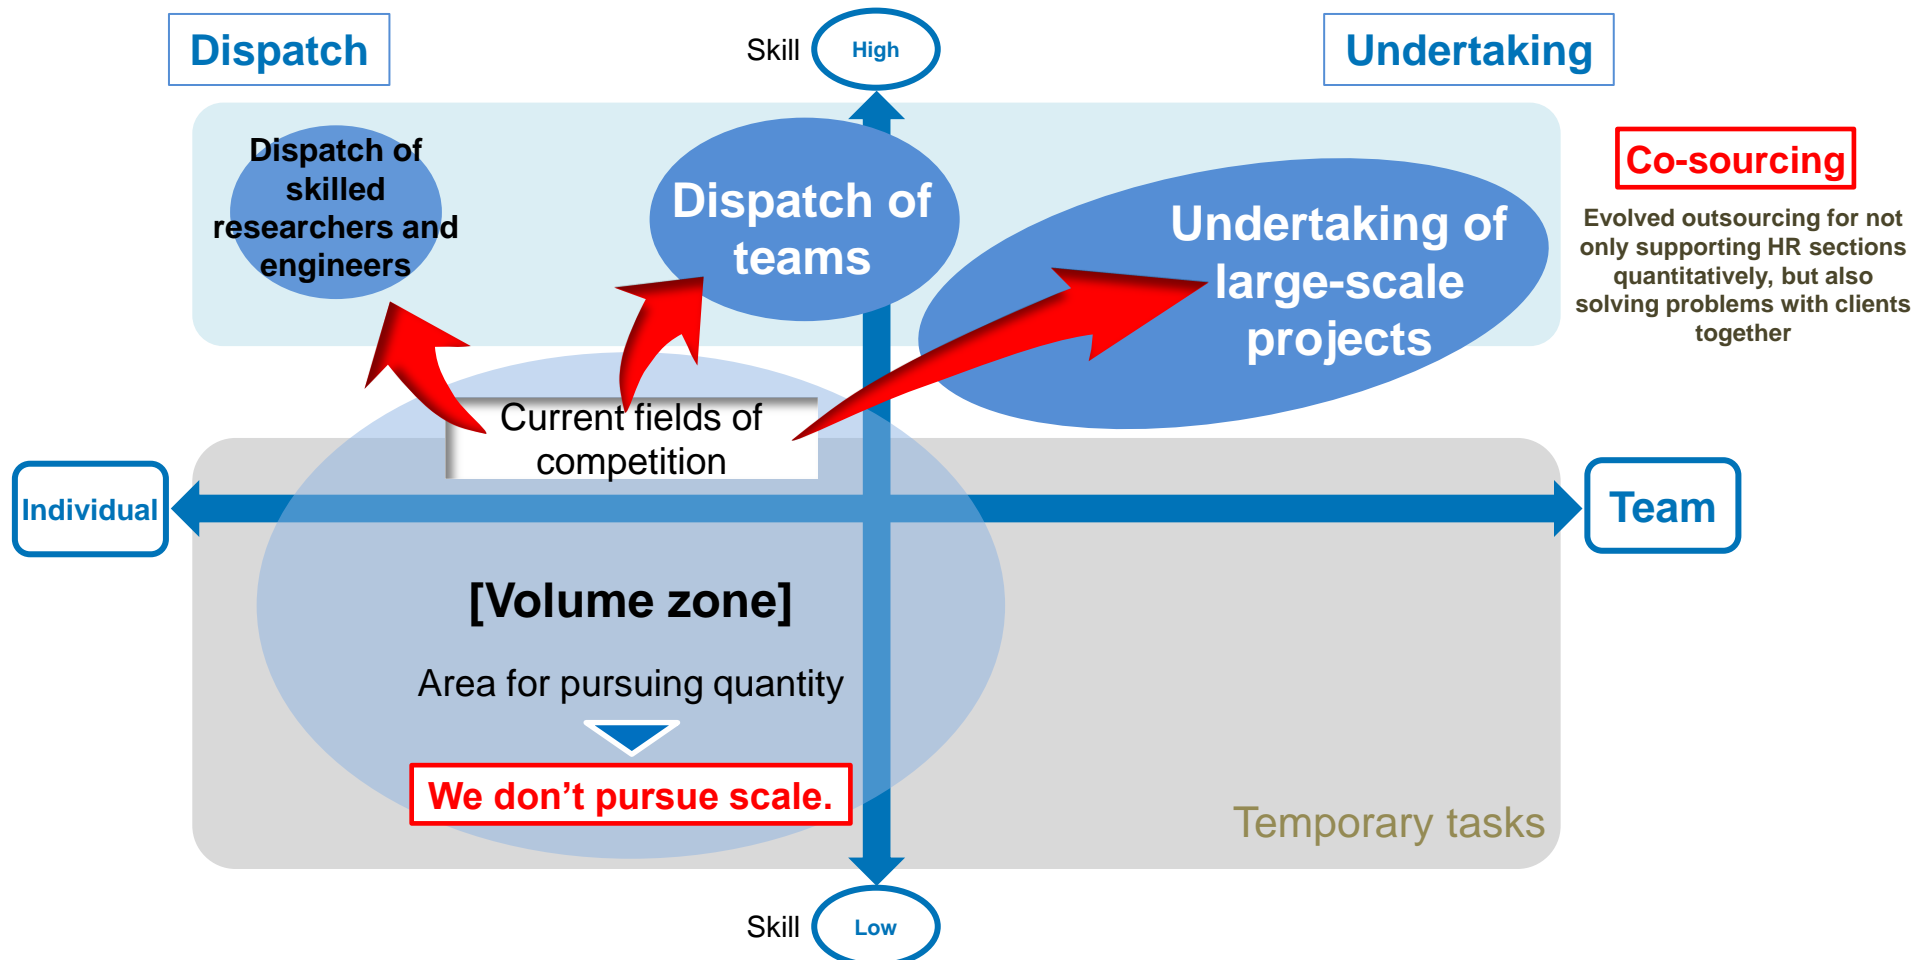 Dispatch
Skill
High
Undertaking
Dispatch of
skilled
researchers and
engineers
Dispatch of
teams
Undertaking of
large-scale
projects
Co-sourcing
Evolved outsourcing for not
only supporting HR sections
quantitatively, but also
solving problems with clients
together
Current fields of
competition
Individual
Team
[Volume zone]
Area for pursuing quantity
We don’t pursue scale.
Temporary tasks
Skill
Low